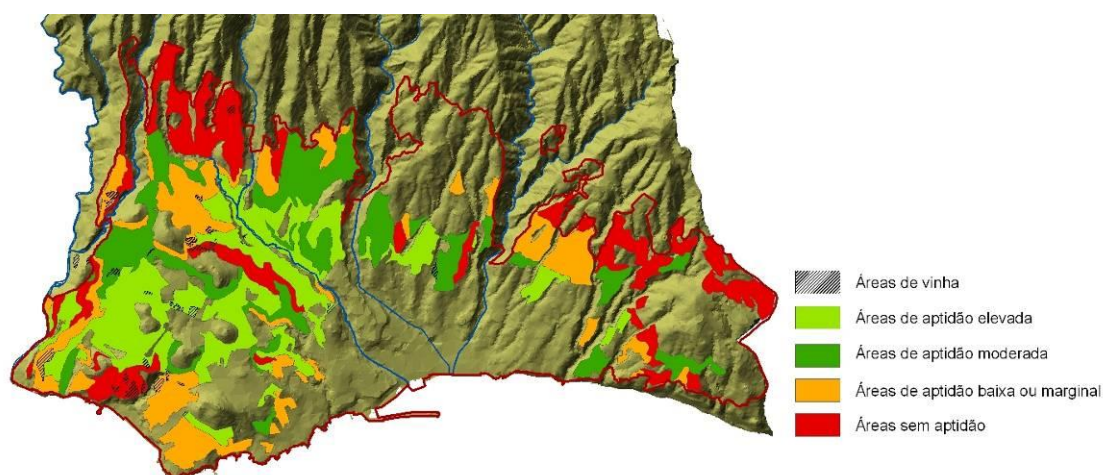 Áreas de vinha
Áreas de aptidão elevada
Áreas de aptidão moderada
Áreas de aptidão baixa ou marginal
Áreas sem aptidão